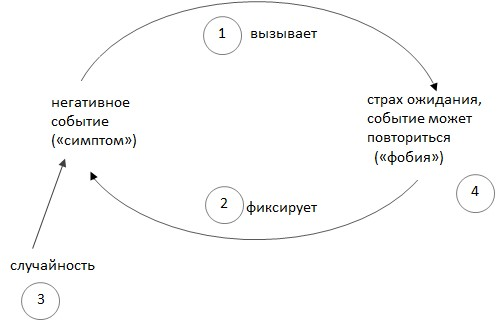 1 вызывает
негативное
событие
(«симптом»)
страх ожидания,
событие может
повториться
(«фобия»)
4
2 фиксирует
случайность
3